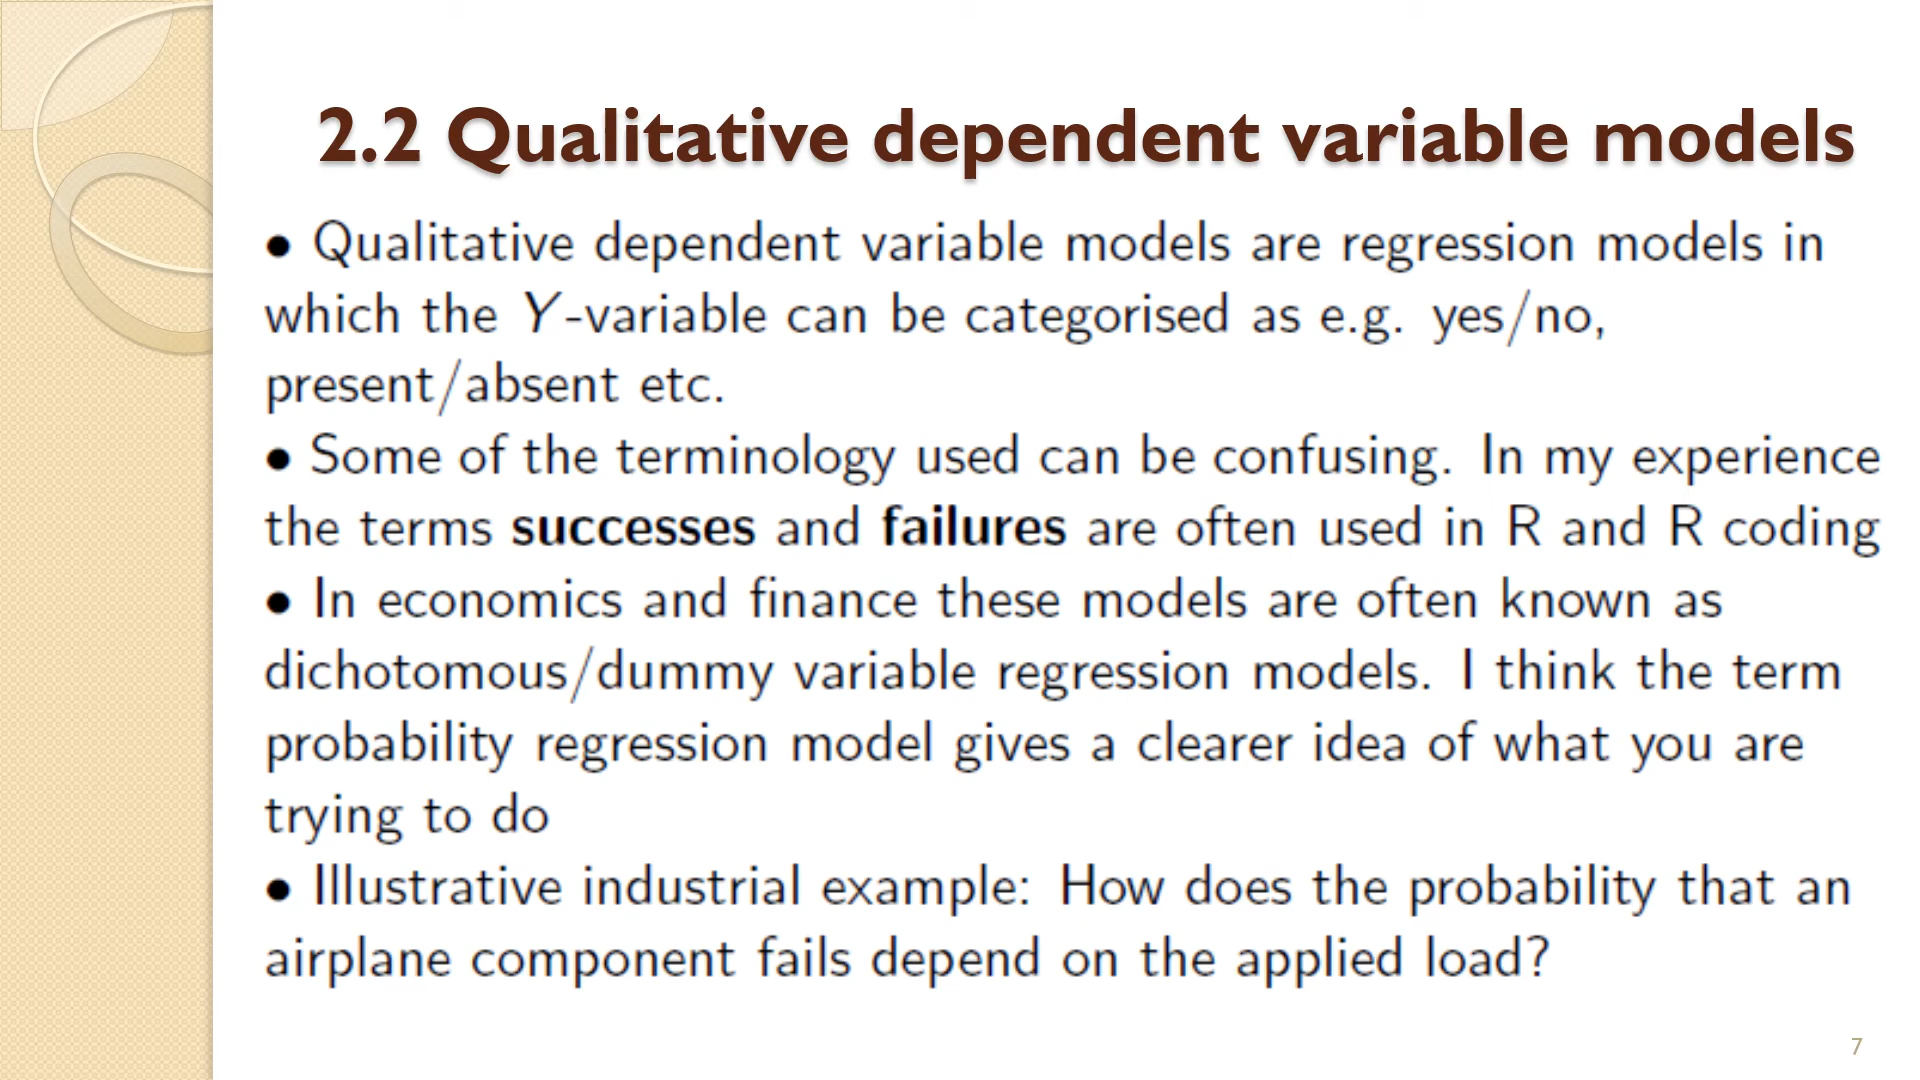 2.2 Qualitative dependent variable models
• Qualitative dependent variable models are regression models in
which the Y-variable can be categorised as e.g. yes/no,
present/absent etc.
• Some of the terminology used can be confusing. In my experience
the terms successes and failures are often used in R and R coding
• In economics and finance these models are often known as
dichotomous/dummy variable regression models. I think the term
probability regression model gives a clearer idea of what you are
trying to do
• Illustrative industrial example: How does the probability that an
airplane component fails depend on the applied load?
7